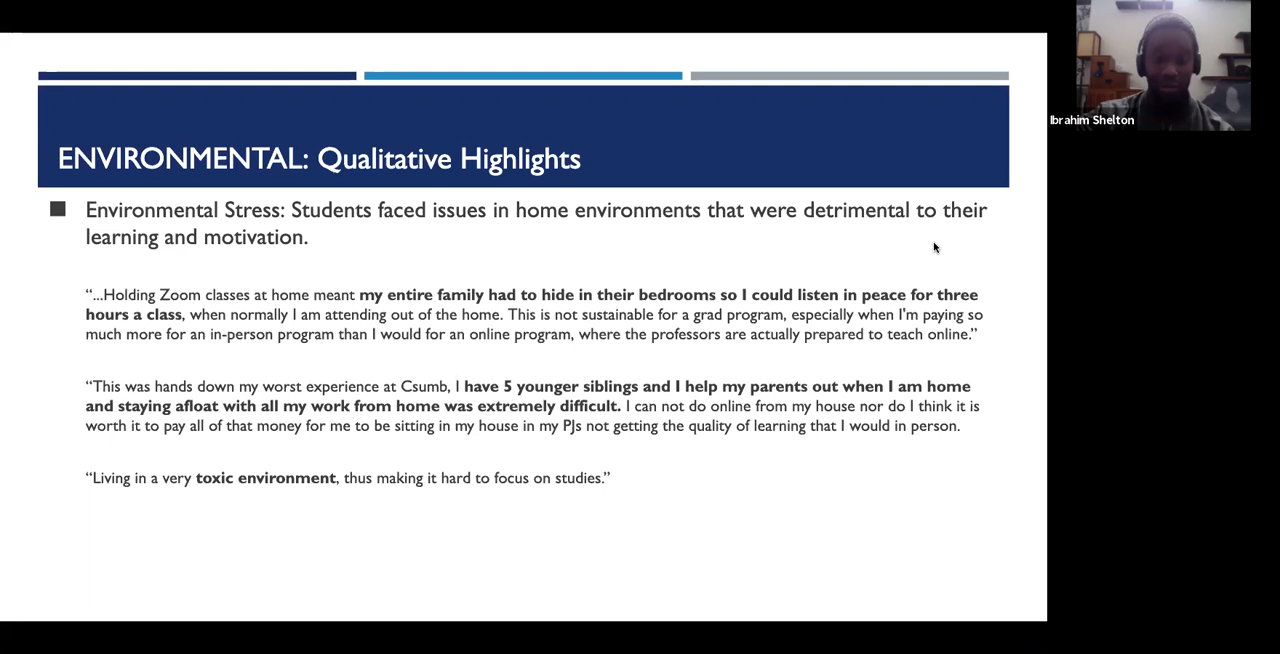 ENVIRONMENTAL: Qualitative Highlights
Environmental Stress: Students faced issues in home environments that were detrimental to their
learning and motivation.
“...Holding Zoom classes at home meant my entire family had to hide in their bedrooms so I could listen in peace for three
hours a class, when normally I am attending out of the home. This is not sustainable for a grad program, especially when I'm paying so
much more for an in-person program than I would for an online program, where the professors are actually prepared to teach online.”
“This was hands down my worst experience at Csumb, I have 5 younger siblings and I help my parents out when I am home
and staying afloat with all my work from home was extremely difficult. I can not do online from my house nor do I think it is
worth it to pay all of that money for me to be sitting in my house in my PJs not getting the quality of learning that I would in person.
“Living in a very toxic environment, thus making it hard to focus on studies.”
Ibrahim Shelton